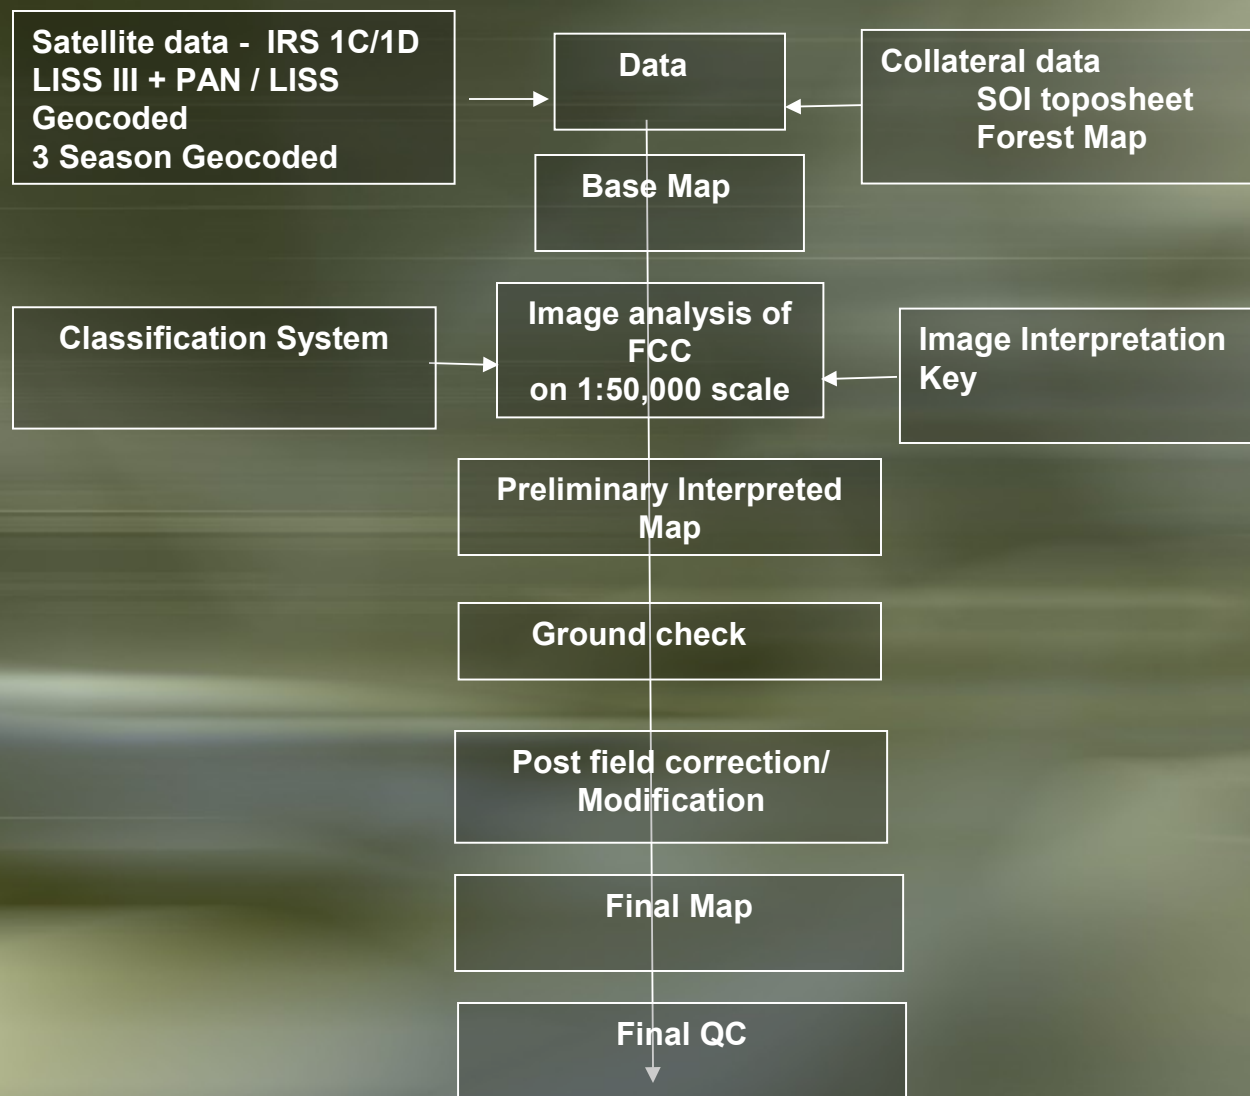 Satellite data - IRS 1C/1D
LISS III + PAN / LISS
Geocoded
3 Season Geocoded
Data
Collateral data
SOI toposheet
Forest Map
Base Map
Classification System
Image analysis of
FCC
on 1:50,000 scale
Image Interpretation
Key
Preliminary Interpreted
Map
Ground check
Post field correction/
Modification
Final Map
Final QC